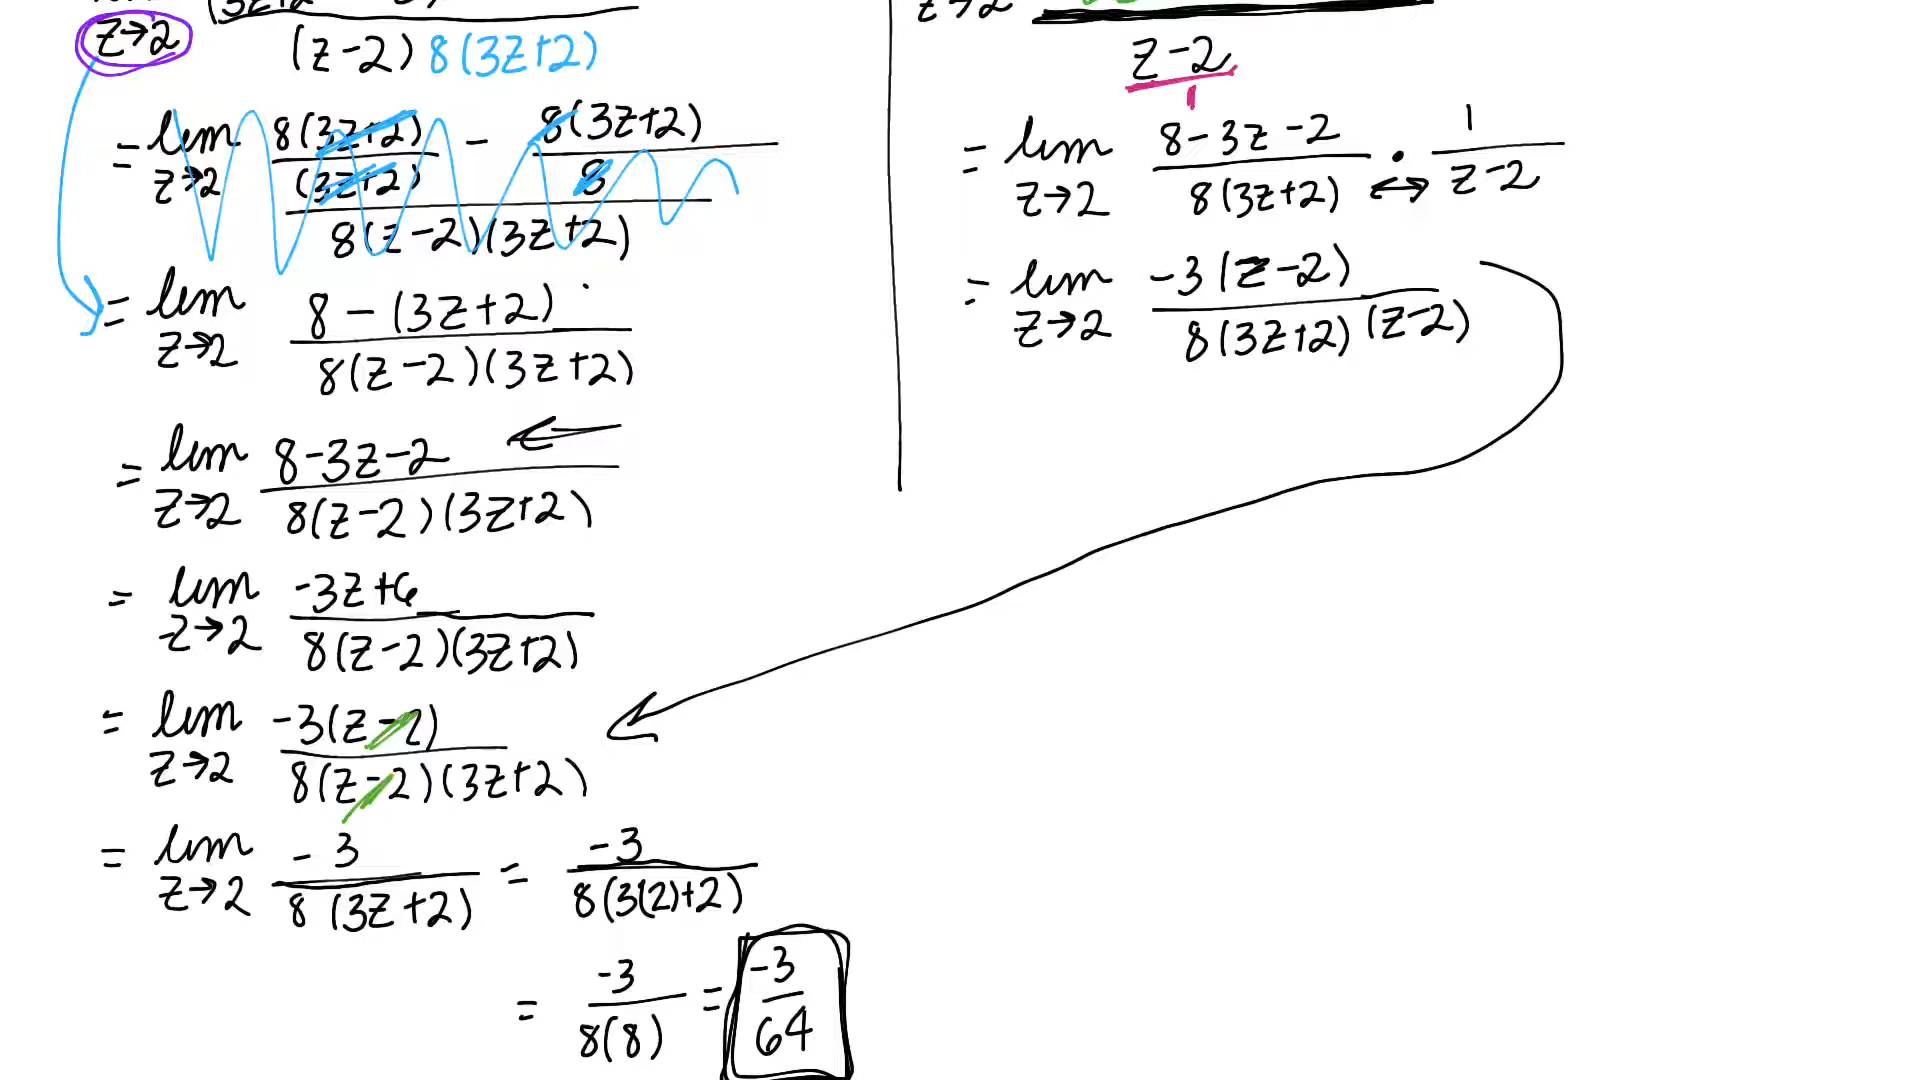 z→2
(z-2) 8(3z+2)
= lim 8(3z+2) - 8(3z+2)
z→2 (3z+2) 8
8(z-2)(3z+2)
= lim 8-(3z+2)
z→2 8(z-2)(3z+2)
= lim 8-3z-2
z→2 8(z-2)(3z+2)
= lim -3z+6
z→2 8(z-2)(3z+2)
= lim -3(z-2)
z→2 8(z-2)(3z+2)
= lim -3 = -3
z→2 8(3z+2) 8(3(2)+2)
= -3 = -3
8(8) 64
z→2
z-2
1
= lim 8-3z-2 • 1
z→2 8(3z+2) ↔ z-2
= lim -3(z-2)
z→2 8(3z+2)(z-2)